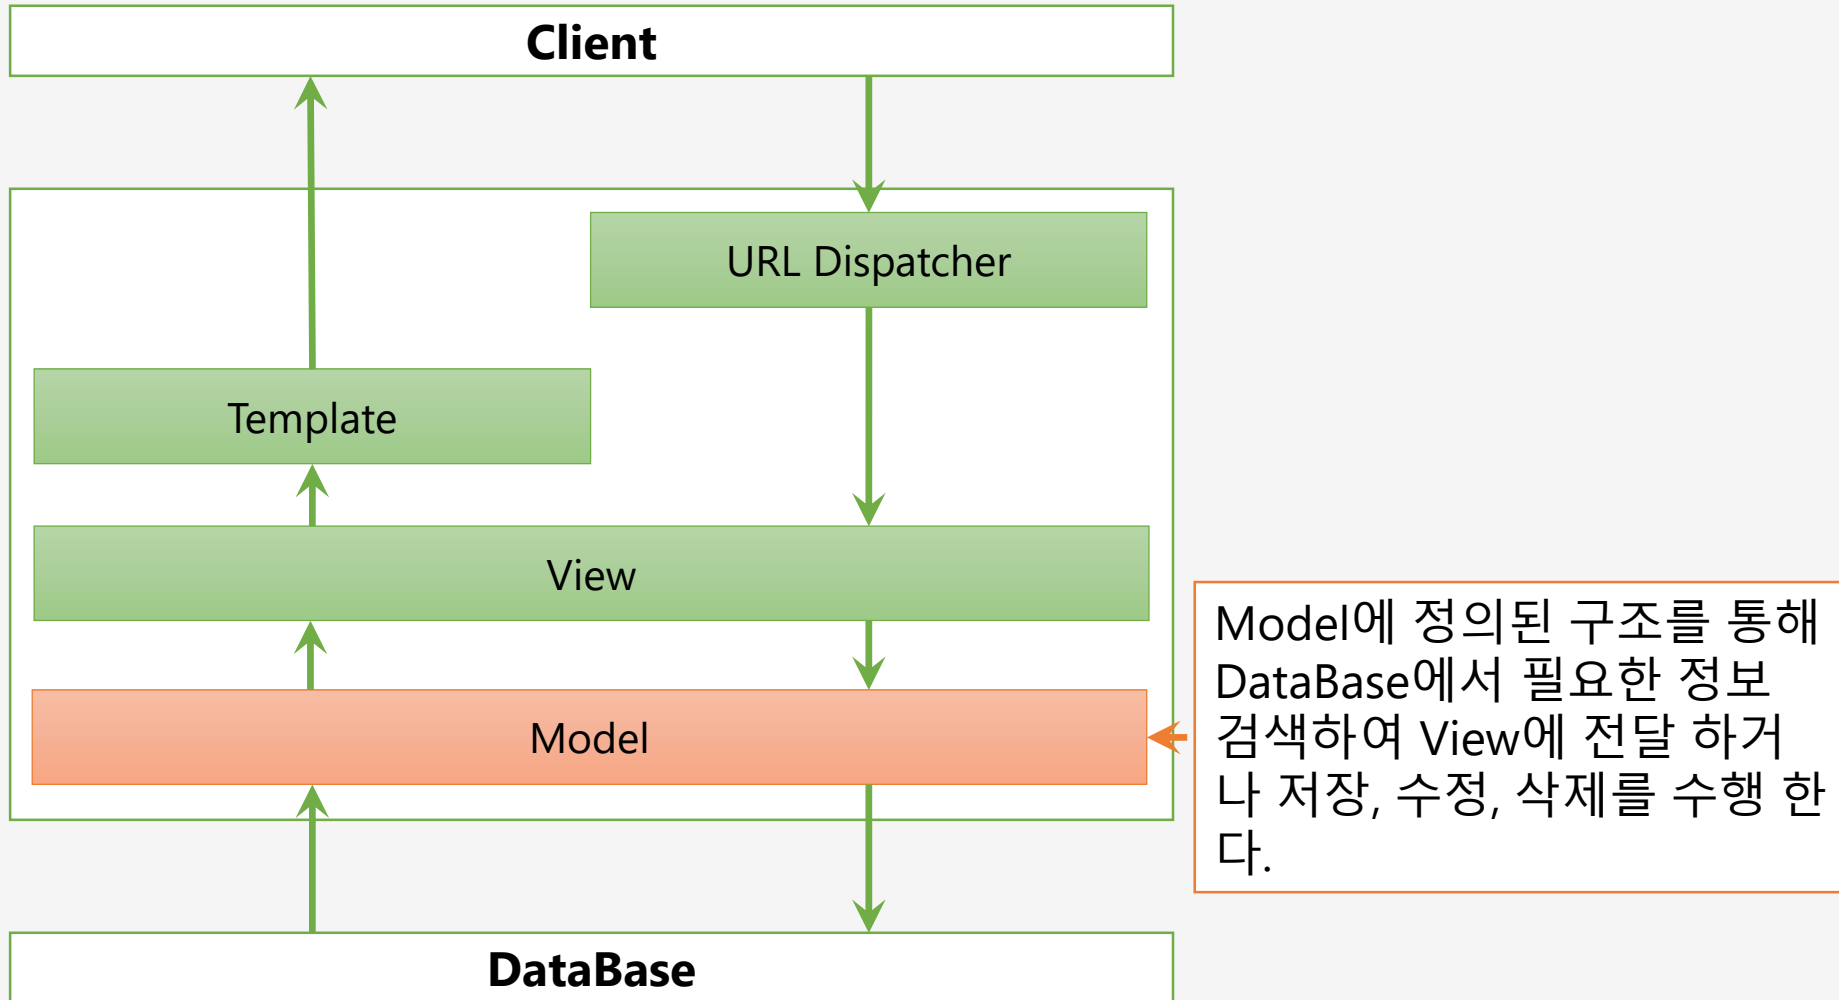 Client
URL Dispatcher
Template
View
Model
Model에 정의된 구조를 통해
DataBase에서 필요한 정보
검색하여 View에 전달 하거
나 저장, 수정, 삭제를 수행 한
다.
DataBase